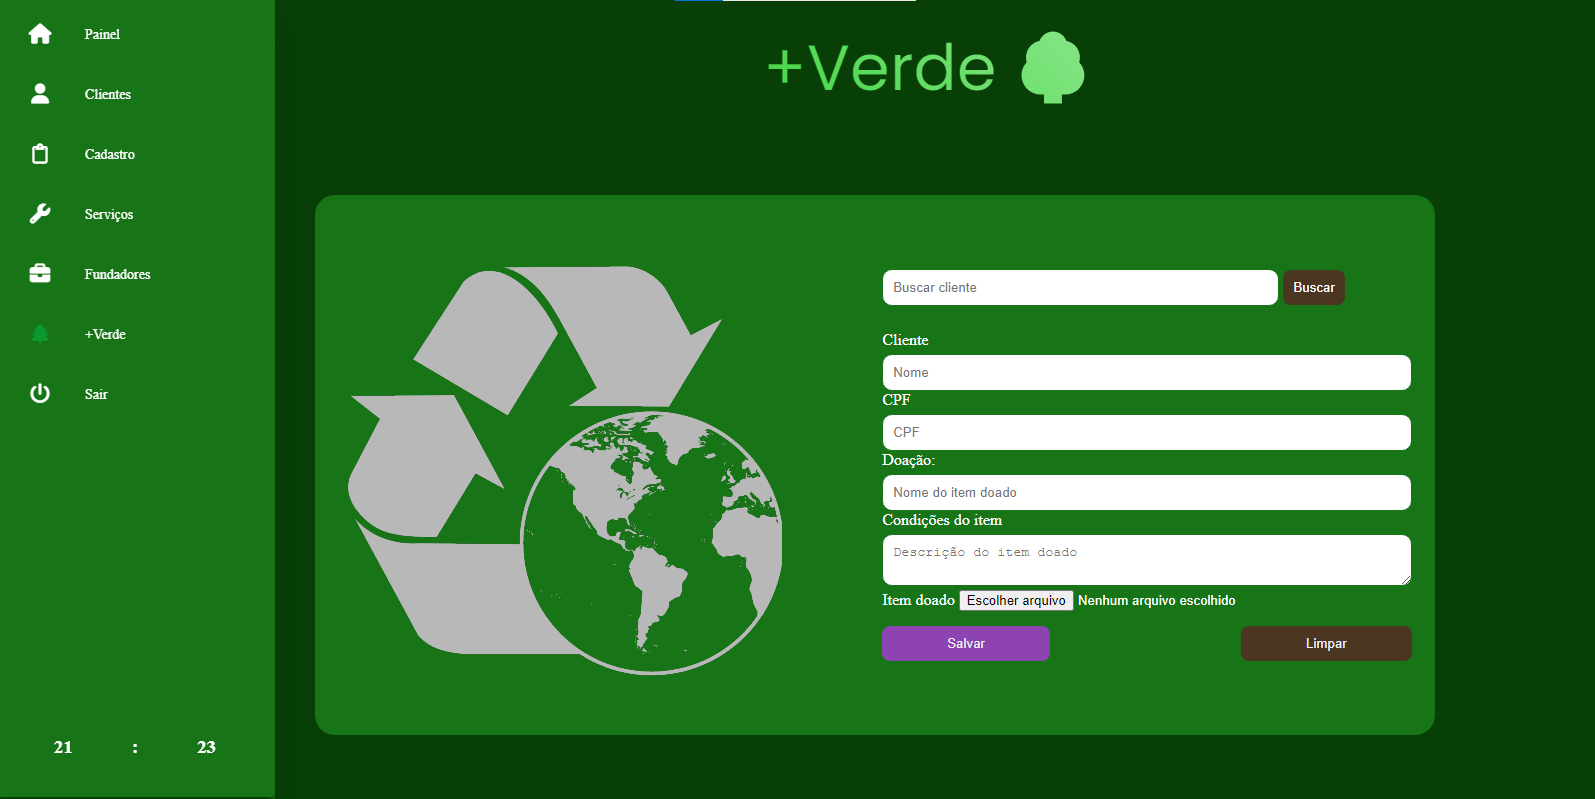 Painel
Clientes
Cadastro
Serviços
Fundadores
+Verde
Sair
21 : 23
+Verde
Buscar cliente Buscar
Cliente
Nome
CPF
CPF
Doação:
Nome do item doado
Condições do item
Descrição do item doado
Item doado Escolher arquivo Nenhum arquivo escolhido
Salvar Limpar